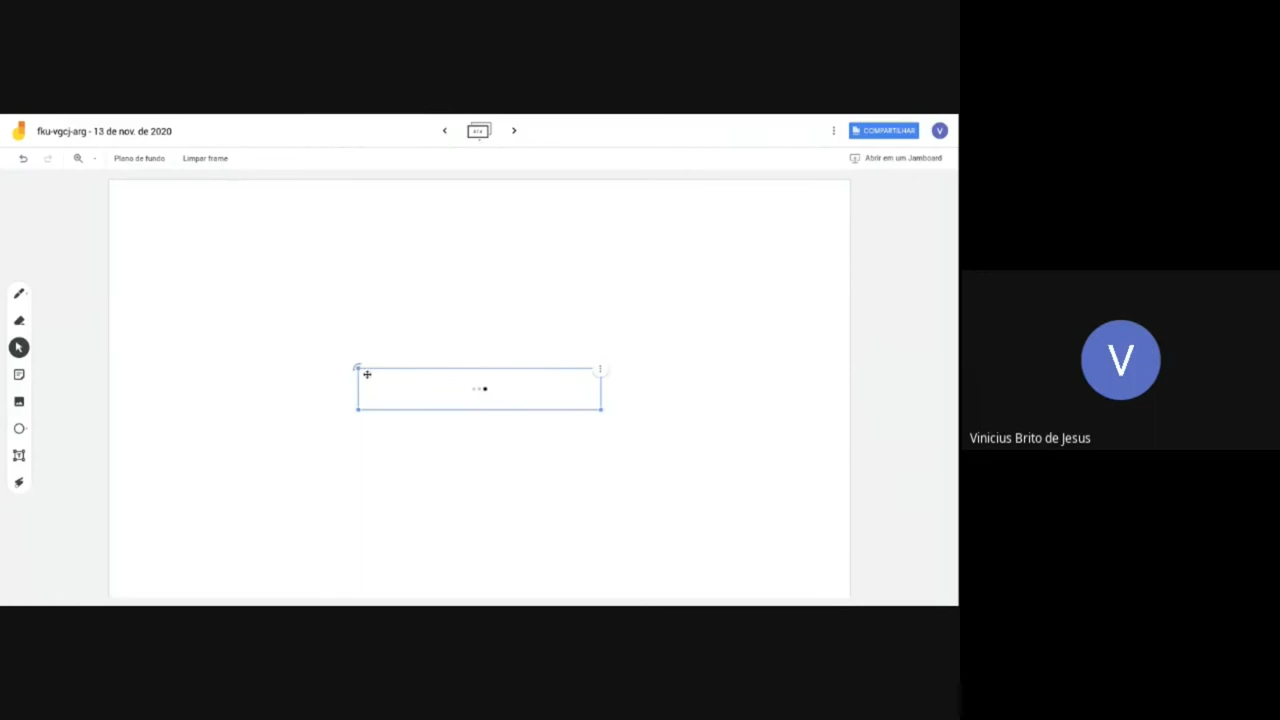 fku-vgcj-arg - 13 de nov. de 2020
COMPARTILHAR
V
Plano de fundo
Limpar frame
Abrir em um Jamboard
V
Vinicius Brito de Jesus